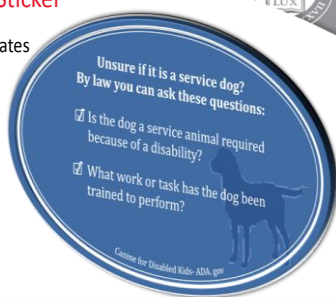 Sticker
LUX
XVII
ates
Unsure if it is a service dog?
By law you can ask these questions:
☑ Is the dog a service animal required
because of a disability?
☑ What work or task has the dog been
trained to perform?
Canine for Disabled Kids- ADA. gov